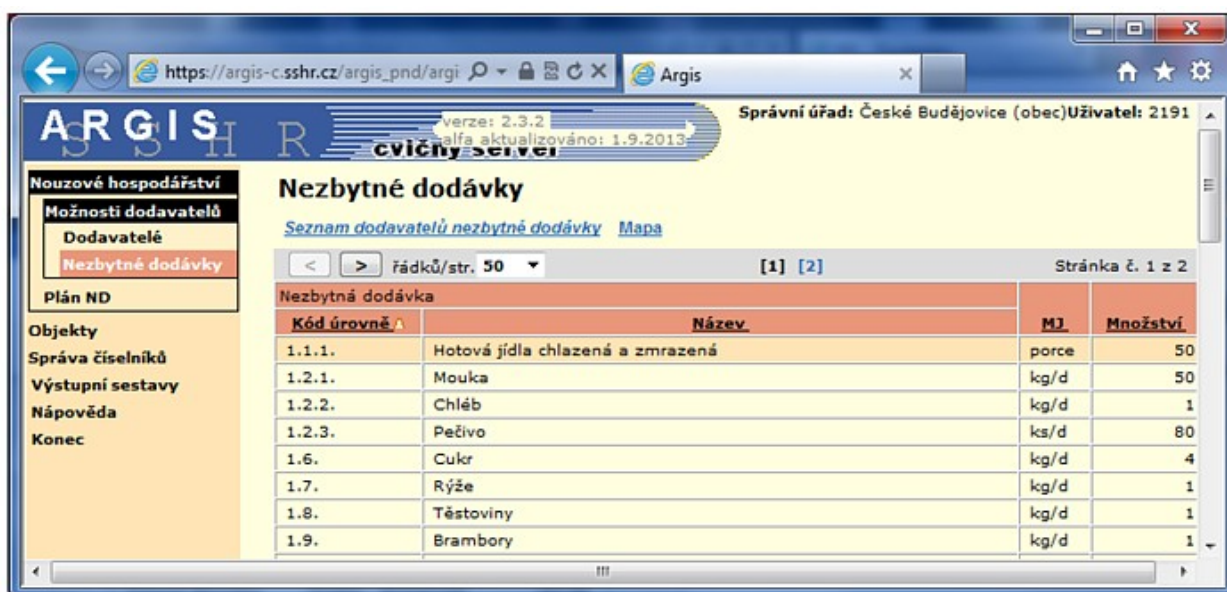 https://argis-c.sshr.cz/argis_pnd/argi
Argis
ARGIS
SSHR
verze: 2.3.2
alfa aktualizováno: 1.9.2013
cvičný server
Správní úřad: České Budějovice (obec)Uživatel: 2191
Nouzové hospodářství
Možnosti dodavatelů
Dodavatelé
Nezbytné dodávky
Plán ND
Objekty
Správa číselníků
Výstupní sestavy
Nápověda
Konec
Nezbytné dodávky
Seznam dodavatelů nezbytné dodávky Mapa
< > řádků/str. 50 [1] [2] Stránka č. 1 z 2
Nezbytná dodávka
Kód úrovně Název MJ Množství
1.1.1. Hotová jídla chlazená a zmrazená porce 50
1.2.1. Mouka kg/d 50
1.2.2. Chléb kg/d 1
1.2.3. Pečivo ks/d 80
1.6. Cukr kg/d 4
1.7. Rýže kg/d 1
1.8. Těstoviny kg/d 1
1.9. Brambory kg/d 1